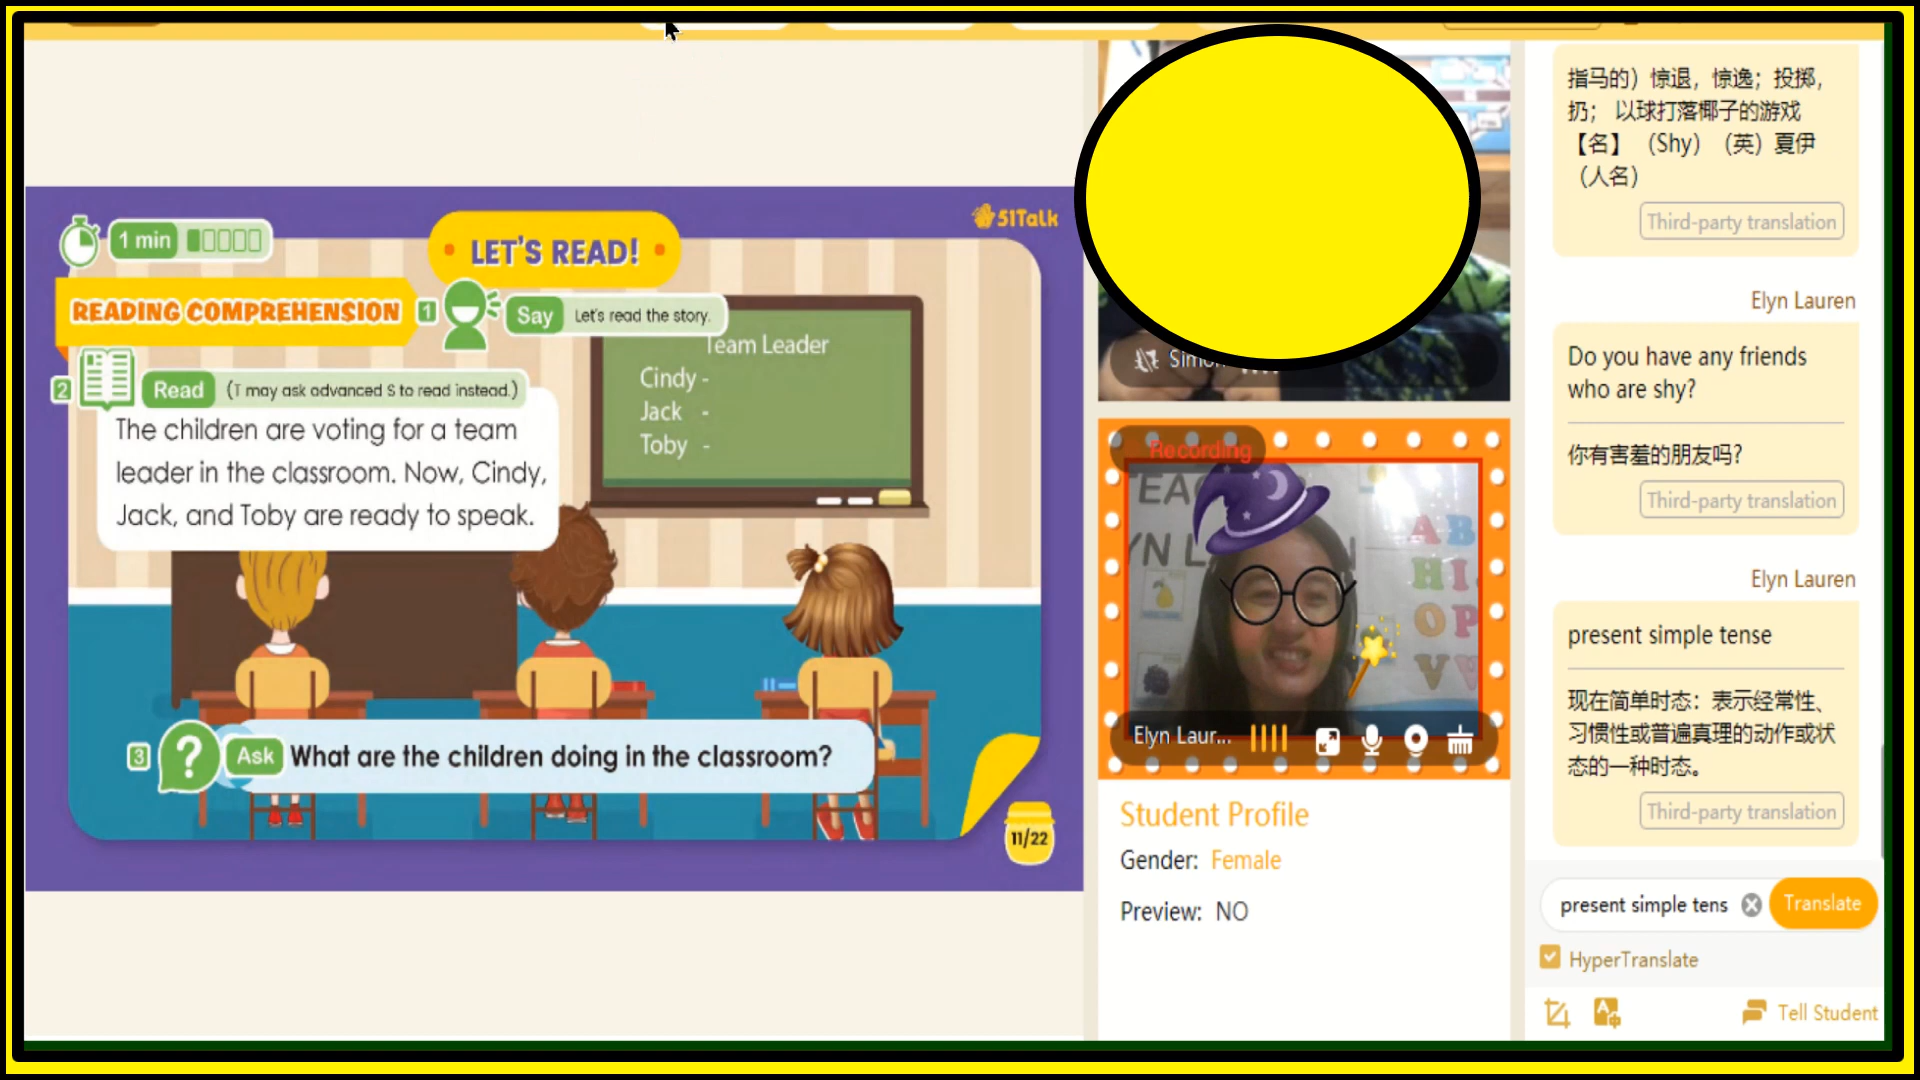 51Talk
1 min
LET'S READ!
READING COMPREHENSION
1
Say
Let's read the story.
2
Read
(T may ask advanced S to read instead.)
The children are voting for a team
leader in the classroom. Now, Cindy,
Jack, and Toby are ready to speak.
Team Leader
Cindy -
Jack -
Toby -
3
?
Ask
What are the children doing in the classroom?
11/22
Recording
Elyn Laur...
Student Profile
Gender: Female
Preview: NO
指马的）惊退，惊逸；投掷，
扔； 以球打落椰子的游戏
【名】 （Shy）（英）夏伊
（人名）
Third-party translation
Elyn Lauren
Do you have any friends
who are shy?
你有害羞的朋友吗？
Third-party translation
Elyn Lauren
present simple tense
现在简单时态：表示经常性、
习惯性或普遍真理的动作或状
态的一种时态。
Third-party translation
present simple tens
Translate
HyperTranslate
Tell Student